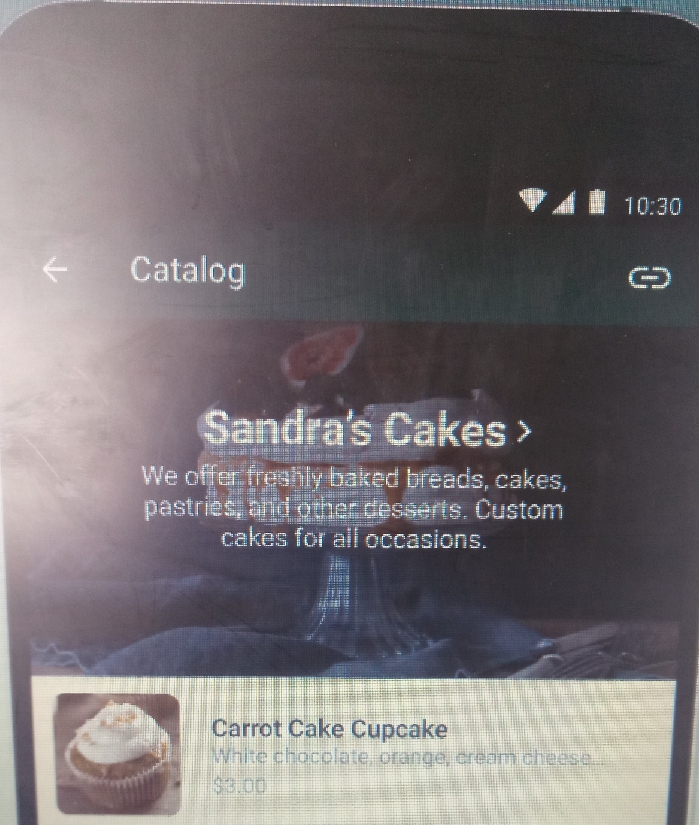 10:30
Catalog
Sandra's Cakes >
We offer freshly baked breads, cakes,
pastries, and other desserts. Custom
cakes for all occasions.
Carrot Cake Cupcake
White chocolate, orange, cream cheese...
$3.00